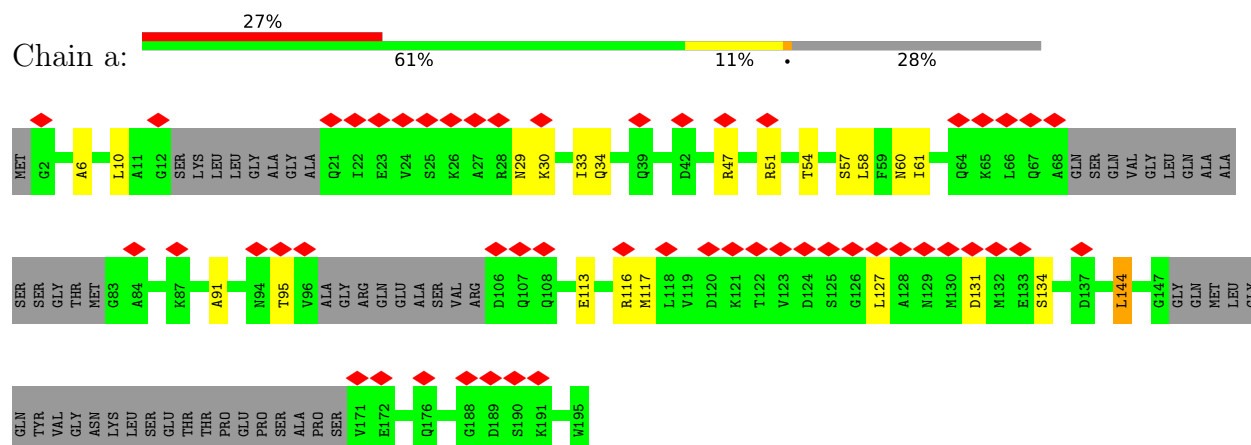 27%
Chain a:
61% 11% • 28%
MET G2 A6 L10 A11 G12 SER LYS LEU LEU GLY ALA GLY ALA Q21 I22 E23 V24 S25 K26 A27 R28 N29 K30 I33 Q34 Q39 D42 R47 R51 T54 S57 L58 F59 N60 I61 Q64 K65 L66 Q67 A68 GLN SER GLN VAL GLY LEU GLN ALA ALA
SER SER GLY THR MET G83 A84 K87 A91 N94 T95 V96 ALA GLY ARG GLN GLU ALA SER VAL ARG D106 Q107 Q108 E113 R116 M117 L118 V119 D120 K121 T122 V123 D124 S125 G126 L127 A128 N129 M130 D131 M132 E133 S134 D137 L144 G147 GLY GLN MET LEU GLY
GLN TYR VAL GLY ASN LYS LEU SER GLU THR THR PRO GLU PRO SER ALA PRO SER V171 E172 Q176 G188 D189 S190 K191 W195